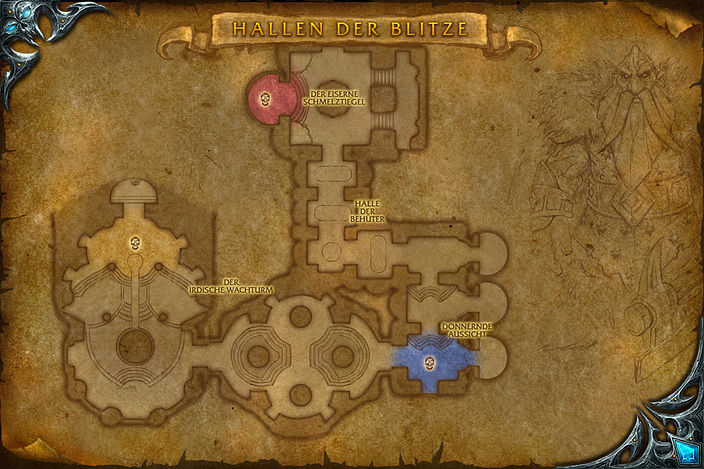 HALLEN DER BLITZE
DER EISERNE
SCHMELZTIEGEL
HALLE
DER
BEHÜTER
DER
IRDISCHE WACHTURM
DONNERNDE
AUSSICHT